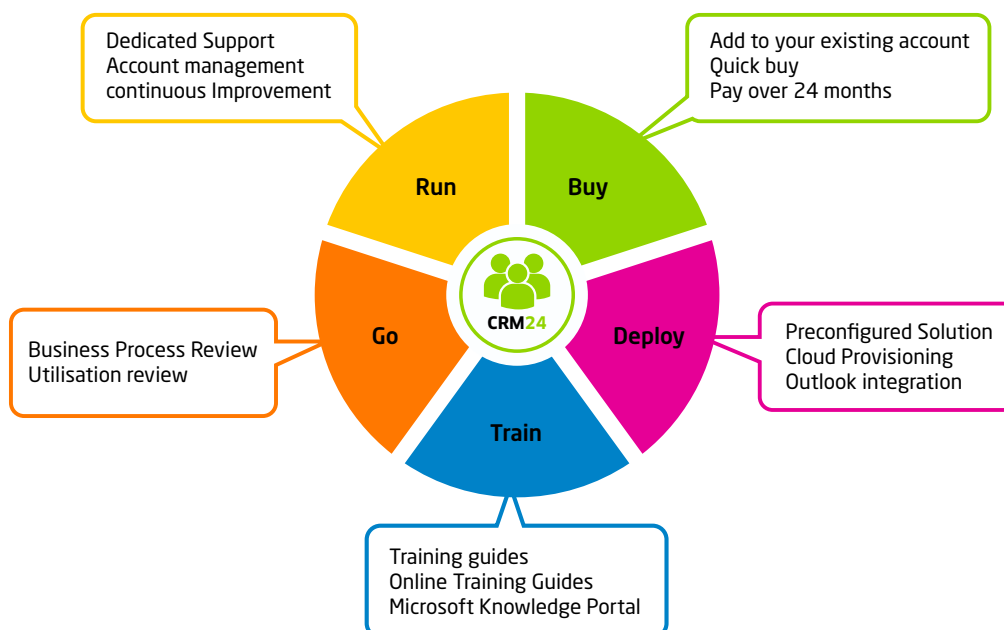 Dedicated Support
Account management
continuous Improvement
Add to your existing account
Quick buy
Pay over 24 months
Run
Buy
CRM24
Go
Deploy
Business Process Review
Utilisation review
Preconfigured Solution
Cloud Provisioning
Outlook integration
Train
Training guides
Online Training Guides
Microsoft Knowledge Portal